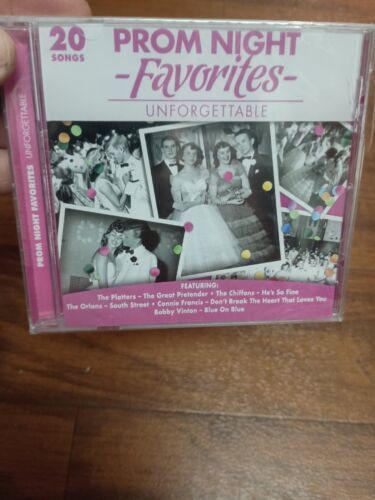 20
SONGS
PROM NIGHT
-Favorites-
UNFORGETTABLE
PROM NIGHT FAVORITES UNFORGETTABLE
FEATURING:
The Platters – The Great Pretender • The Chiffons – He's So Fine
The Orlons – South Street • Connie Francis – Don't Break The Heart That Loves You
Bobby Vinton – Blue On Blue